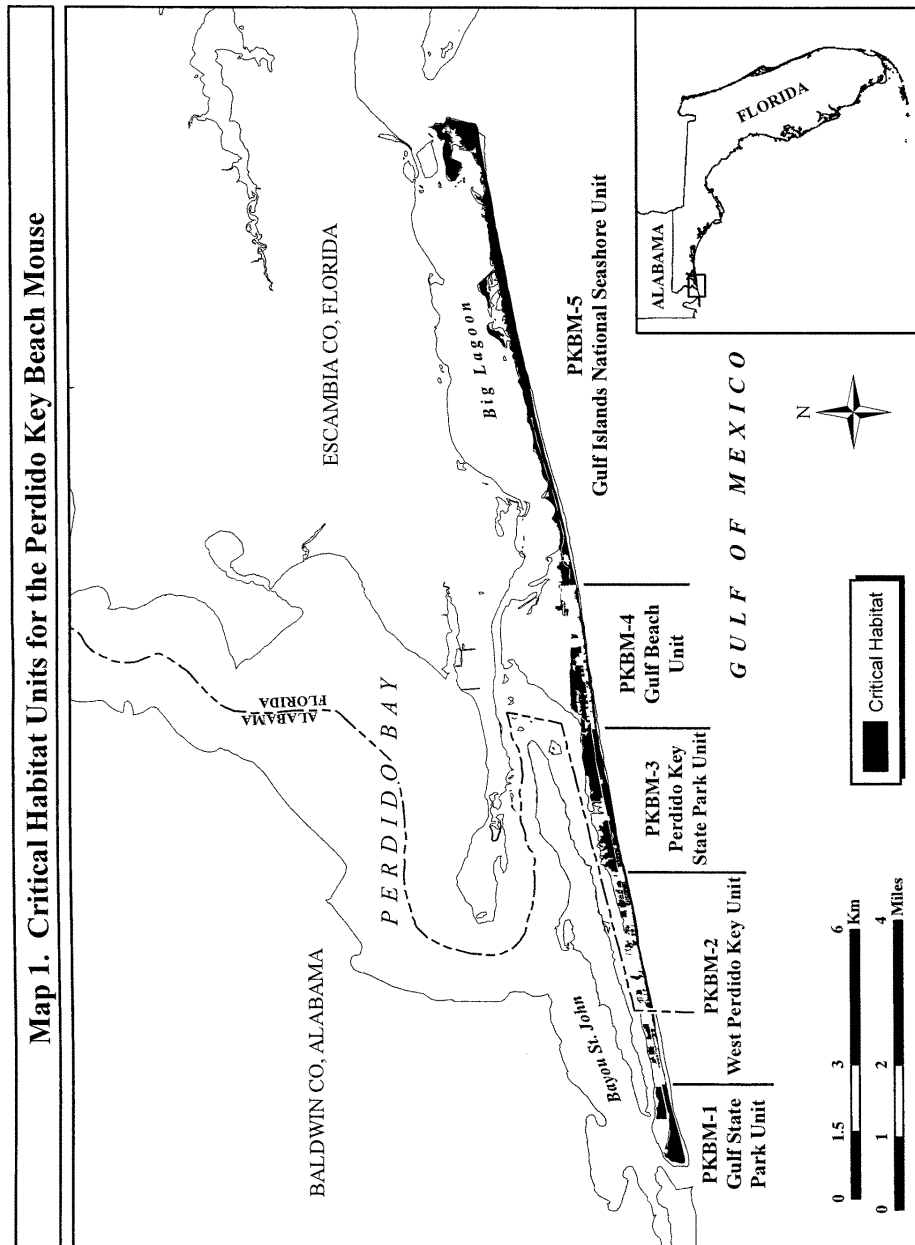 Map 1. Critical Habitat Units for the Perdido Key Beach Mouse
BALDWIN CO, ALABAMA
ALABAMA
FLORIDA
ESCAMBIA CO, FLORIDA
PERDIDO BAY
Bayou St. John
Big Lagoon
PKBM-1
Gulf State
Park Unit
PKBM-2
West Perdido Key Unit
PKBM-3
Perdido Key
State Park Unit
PKBM-4
Gulf Beach
Unit
PKBM-5
Gulf Islands National Seashore Unit
GULF OF MEXICO
0 1.5 3 6
Km
0 1 2 4
Miles
Critical Habitat
N
ALABAMA
FLORIDA